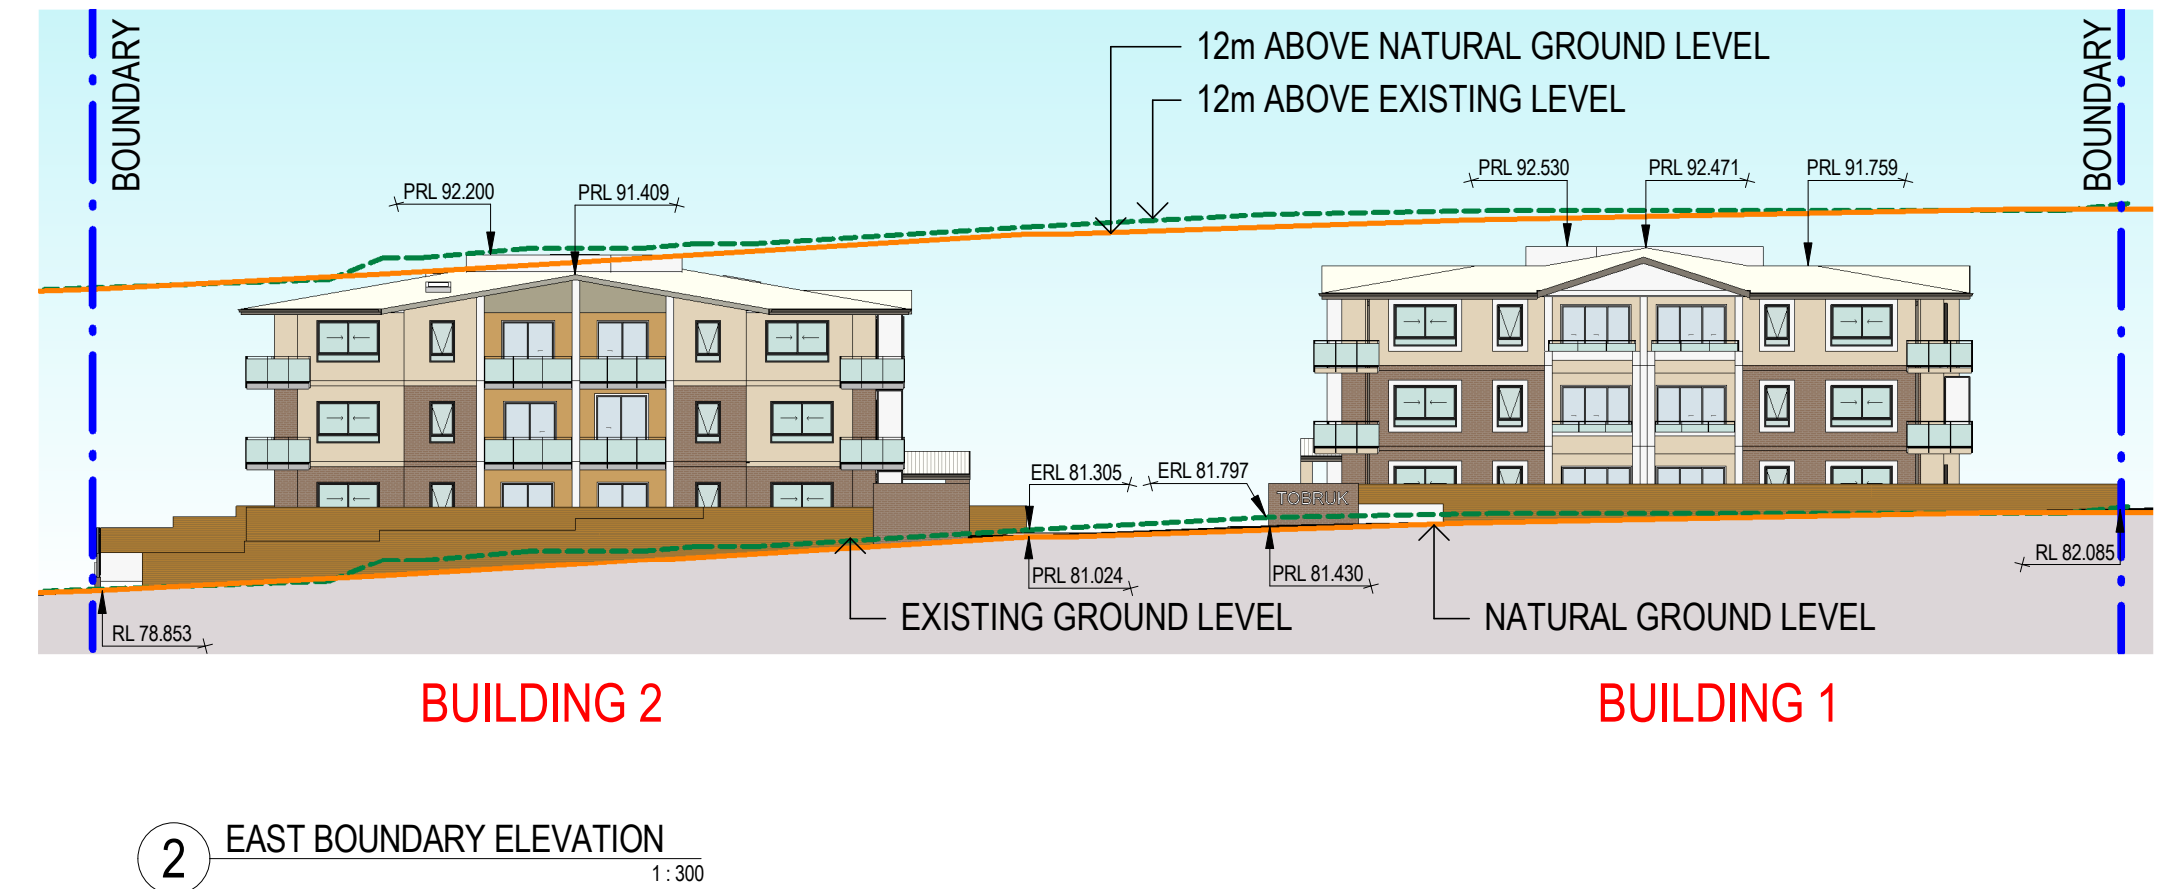 BOUNDARY
12m ABOVE NATURAL GROUND LEVEL
12m ABOVE EXISTING LEVEL
BOUNDARY
PRL 92.200
PRL 91.409
PRL 92.530
PRL 92.471
PRL 91.759
ERL 81.305
ERL 81.797
TOBRUK
PRL 81.024
PRL 81.430
RL 82.085
EXISTING GROUND LEVEL
NATURAL GROUND LEVEL
RL 78.853
BUILDING 2
BUILDING 1
2
EAST BOUNDARY ELEVATION
1 : 300